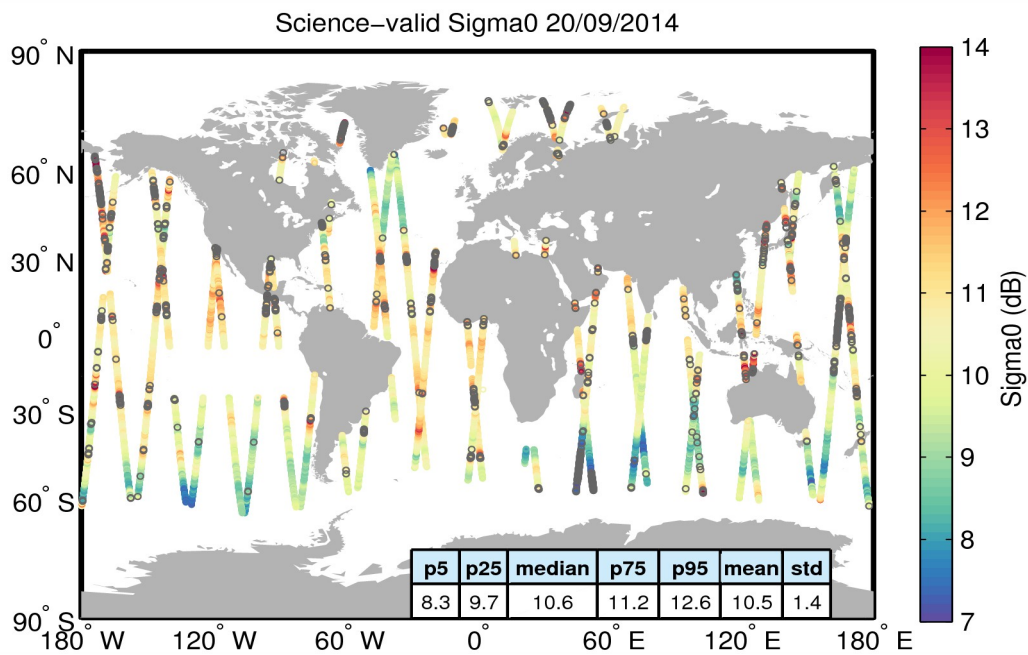 Science−valid Sigma0 20/09/2014
90° N
60° N
30° N
0°
30° S
60° S
90° S
180° W
120° W
60° W
0°
60° E
120° E
180° E
p5 p25 median p75 p95 mean std
8.3 9.7 10.6 11.2 12.6 10.5 1.4
14
13
12
11
10
9
8
7
Sigma0 (dB)